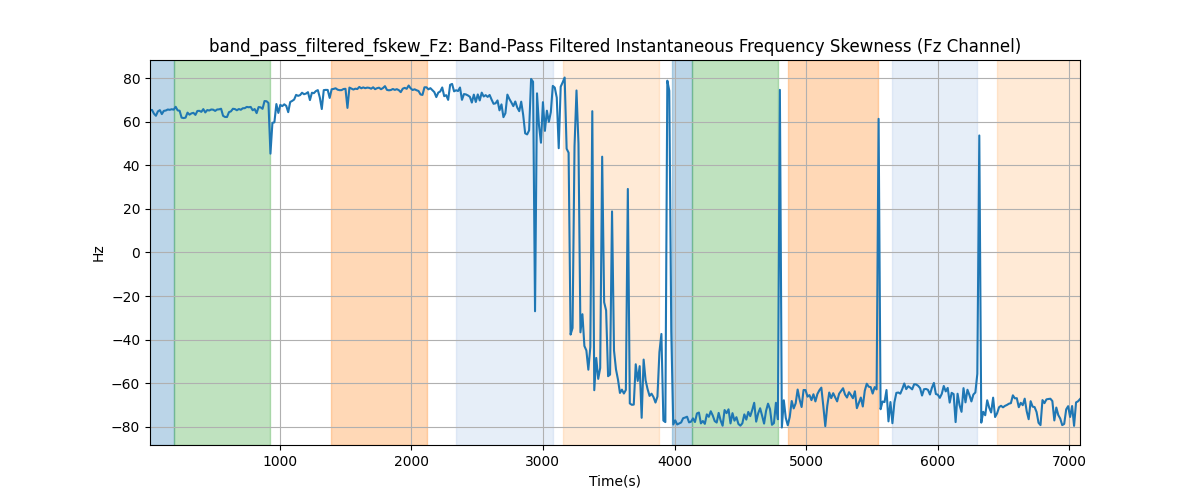 band_pass_filtered_fskew_Fz: Band-Pass Filtered Instantaneous Frequency Skewness (Fz Channel)
80
60
40
20
0
−20
−40
−60
−80
Hz
1000 2000 3000 4000 5000 6000 7000
Time(s)